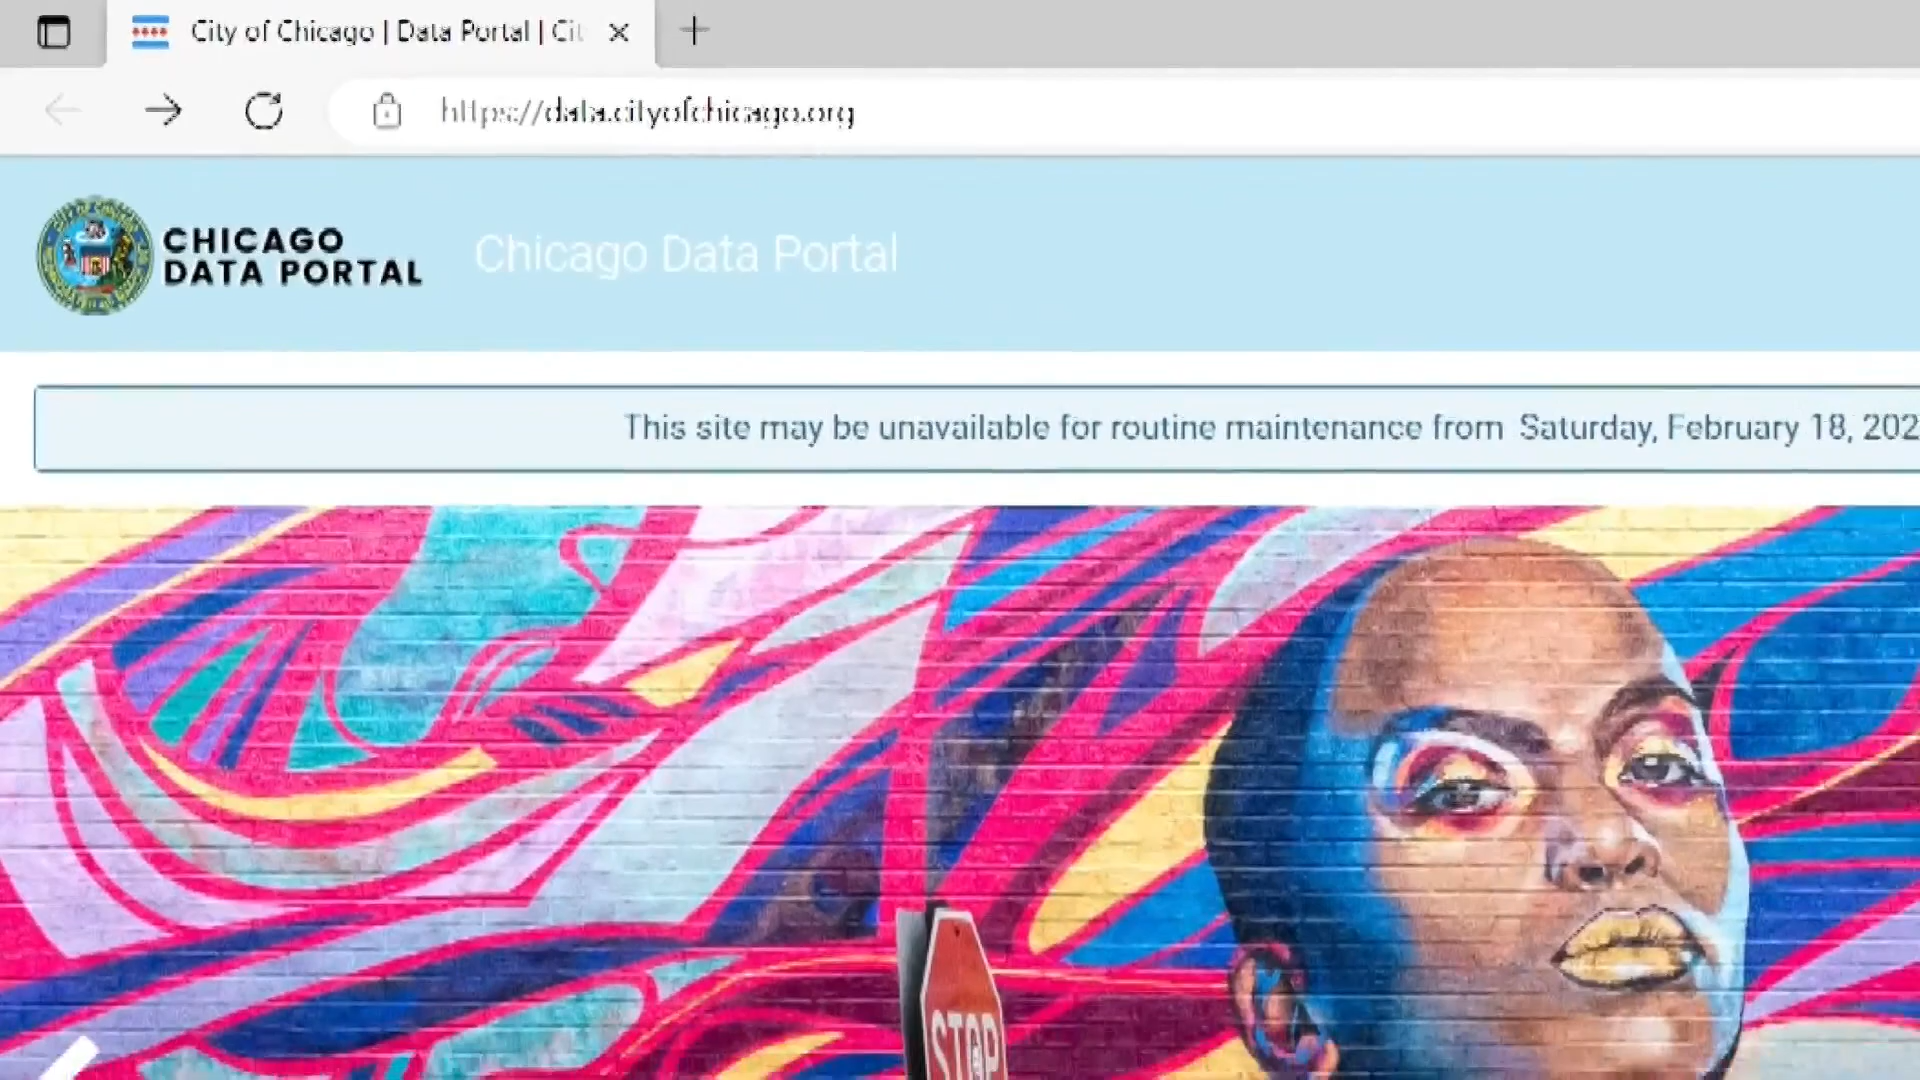 City of Chicago | Data Portal | Cit
https://data.cityofchicago.org
CHICAGO
DATA PORTAL
Chicago Data Portal
This site may be unavailable for routine maintenance from Saturday, February 18, 202
STOP